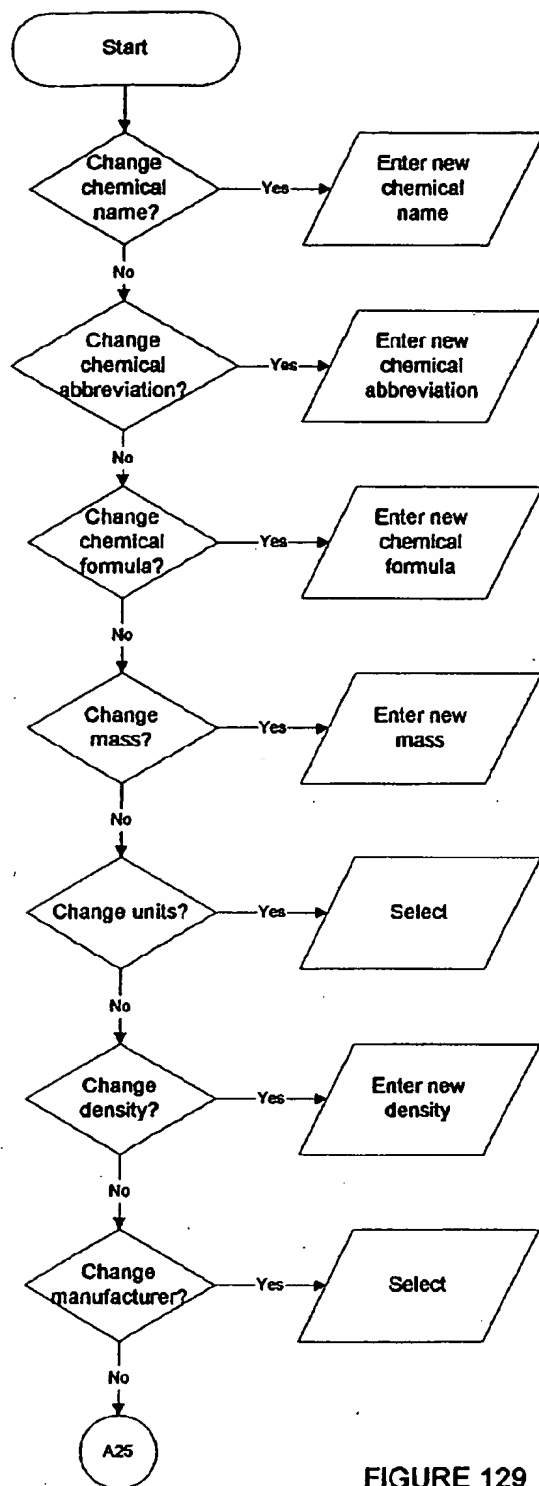 Start
Change
chemical
name?
Yes
Enter new
chemical
name
No
Change
chemical
abbreviation?
Yes
Enter new
chemical
abbreviation
No
Change
chemical
formula?
Yes
Enter new
chemical
formula
No
Change
mass?
Yes
Enter new
mass
No
Change units?
Yes
Select
No
Change
density?
Yes
Enter new
density
No
Change
manufacturer?
Yes
Select
No
A25
FIGURE 129